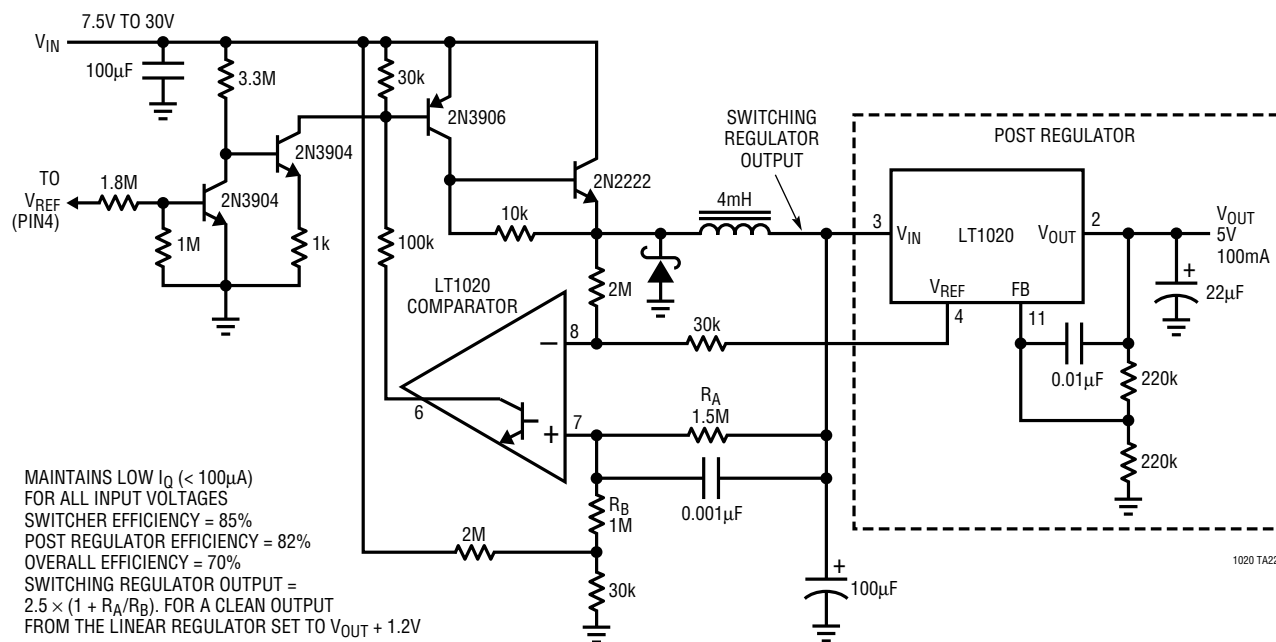 7.5V TO 30V
VIN
100µF
3.3M
30k
2N3906
2N3904
TO
VREF
(PIN4)
1.8M
2N3904
1M
1k
100k
10k
2N2222
SWITCHING
REGULATOR
OUTPUT
4mH
LT1020
COMPARATOR
2M
8
30k
6
7
RA
1.5M
0.001µF
RB
1M
2M
30k
100µF
+
POST REGULATOR
3
VIN
LT1020
VOUT
2
VREF
FB
4
11
0.01µF
220k
220k
VOUT
5V
100mA
+
22µF
–
+
MAINTAINS LOW IQ (< 100µA)
FOR ALL INPUT VOLTAGES
SWITCHER EFFICIENCY = 85%
POST REGULATOR EFFICIENCY = 82%
OVERALL EFFICIENCY = 70%
SWITCHING REGULATOR OUTPUT =
2.5 × (1 + RA/RB). FOR A CLEAN OUTPUT
FROM THE LINEAR REGULATOR SET TO VOUT + 1.2V
1020 TA22